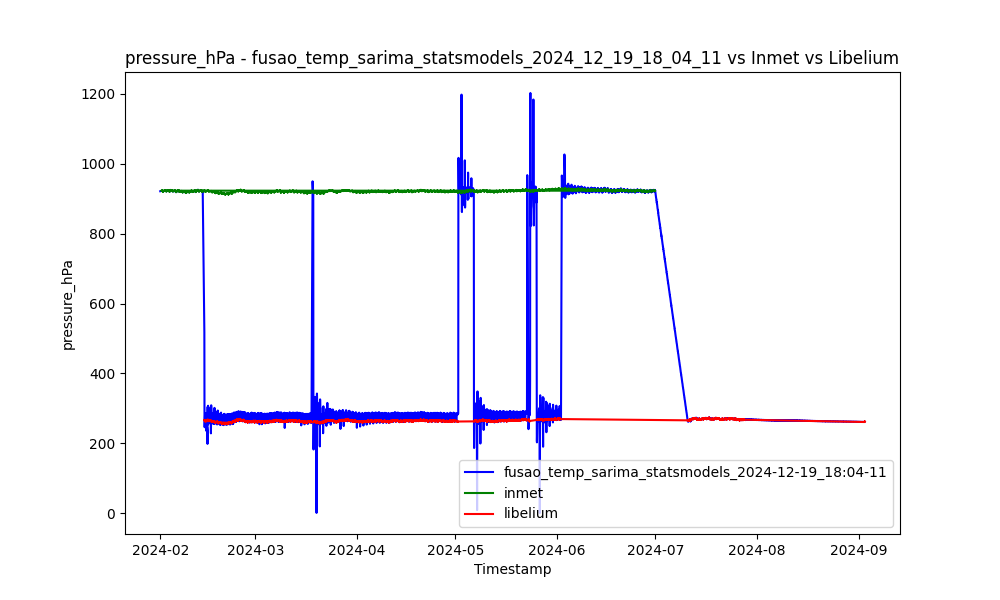 pressure_hPa - fusao_temp_sarima_statsmodels_2024_12_19_18_04_11 vs Inmet vs Libelium
1200
1000
800
600
400
200
0
pressure_hPa
fusao_temp_sarima_statsmodels_2024-12-19_18:04-11
inmet
libelium
2024-02 2024-03 2024-04 2024-05 2024-06 2024-07 2024-08 2024-09
Timestamp